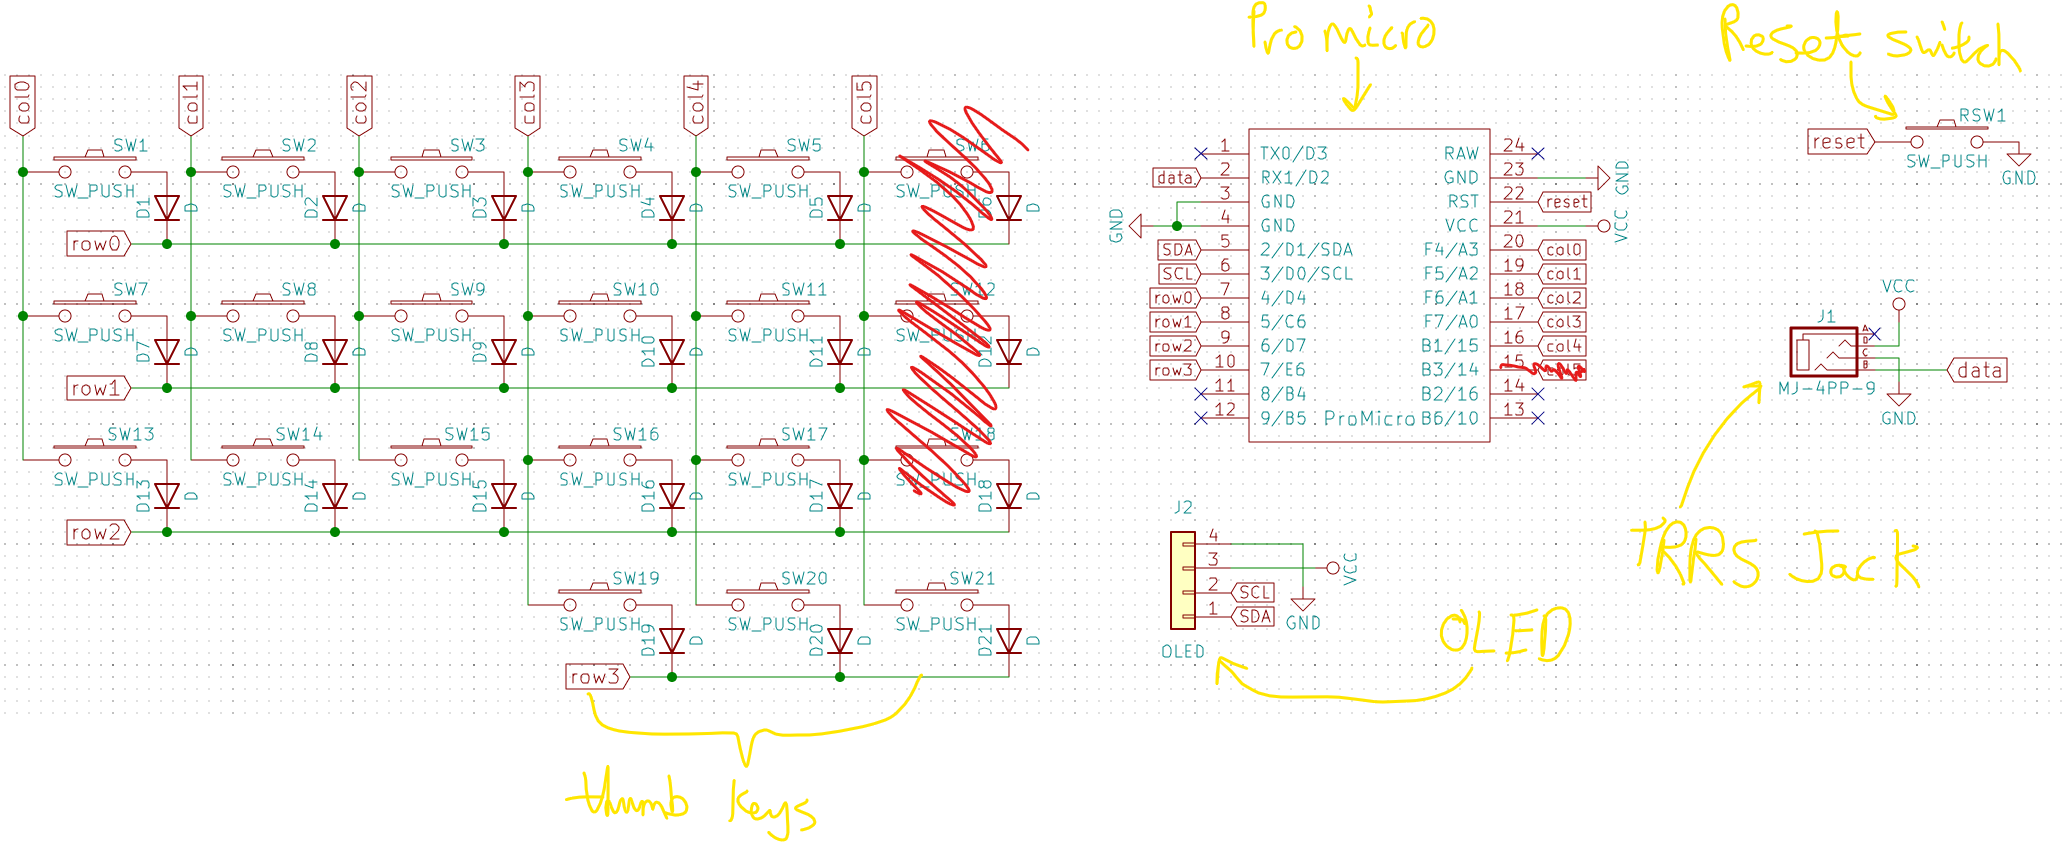 Pro micro
Reset switch
col0 col1 col2 col3 col4 col5
SW1 SW2 SW3 SW4 SW5 SW6
SW_PUSH SW_PUSH SW_PUSH SW_PUSH SW_PUSH SW_PUSH
D1 D D2 D D3 D D4 D D5 D D6 D
row0
SW7 SW8 SW9 SW10 SW11 SW12
SW_PUSH SW_PUSH SW_PUSH SW_PUSH SW_PUSH SW_PUSH
D7 D D8 D D9 D D10 D D11 D D12 D
row1
SW13 SW14 SW15 SW16 SW17 SW18
SW_PUSH SW_PUSH SW_PUSH SW_PUSH SW_PUSH SW_PUSH
D13 D D14 D D15 D D16 D D17 D D18 D
row2
SW19 SW20 SW21
SW_PUSH SW_PUSH SW_PUSH
D19 D D20 D D21 D
row3
thumb keys
1 TX0/D3 RAW 24
data 2 RX1/D2 GND 23 GND
3 GND RST 22 reset
GND 4 GND VCC 21 VCC
SDA 5 2/D1/SDA F4/A3 20 col0
SCL 6 3/D0/SCL F5/A2 19 col1
row0 7 4/D4 F6/A1 18 col2
row1 8 5/C6 F7/A0 17 col3
row2 9 6/D7 B1/15 16 col4
row3 10 7/E6 B3/14 15
11 8/B4 B2/16 14
12 9/B5 ProMicro B6/10 13
J2
4
3 VCC
2 SCL
1 SDA GND
OLED
OLED
RSW1
reset
SW_PUSH GND
VCC
J1
A
D
C
B data
MJ-4PP-9
GND
TRRS Jack